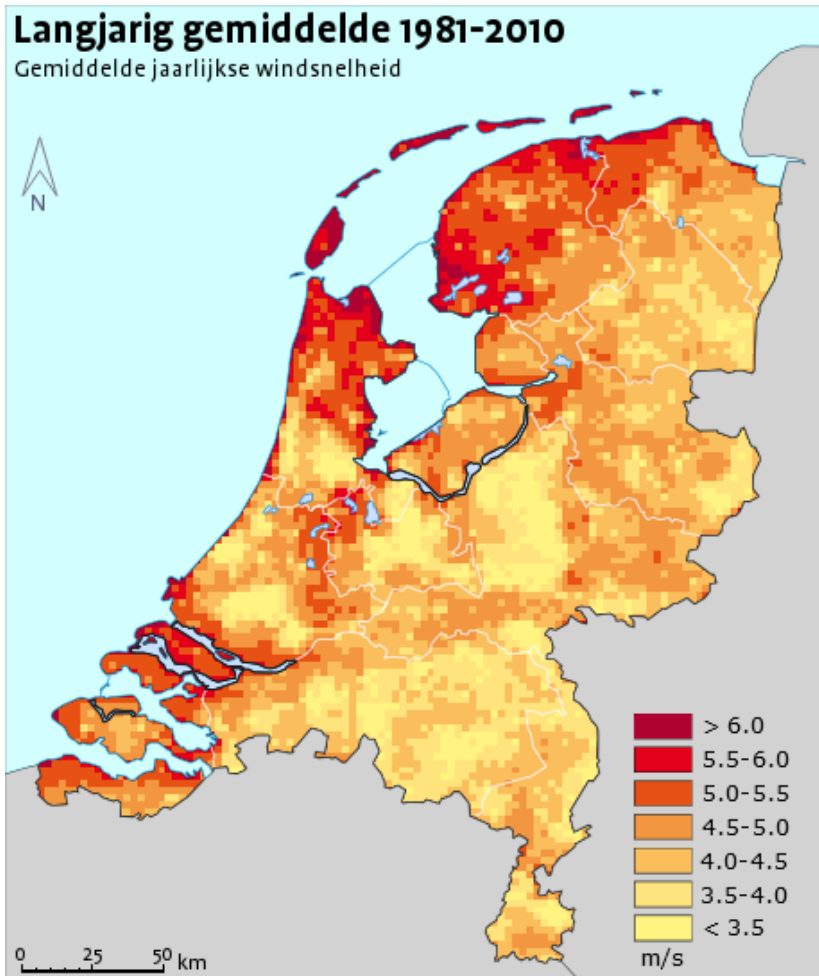 Langjarig gemiddelde 1981-2010
Gemiddelde jaarlijkse windsnelheid
N
> 6.0
5.5-6.0
5.0-5.5
4.5-5.0
4.0-4.5
3.5-4.0
< 3.5
m/s
0 25 50 km